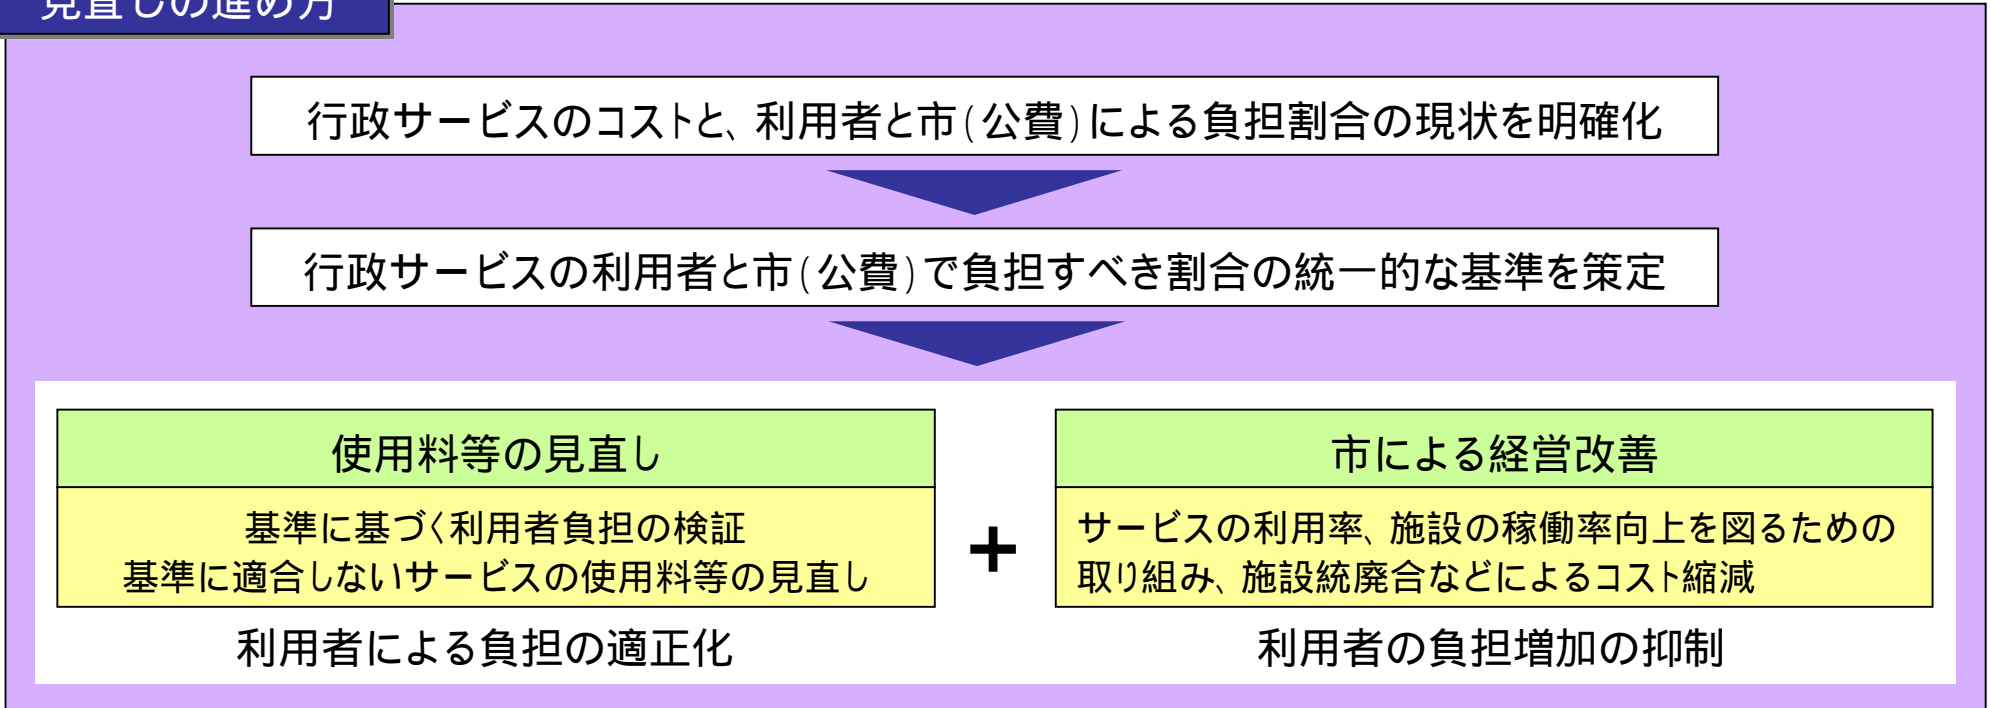 見直しの進め方
行政サービスのコストと、利用者と市(公費)による負担割合の現状を明確化
行政サービスの利用者と市(公費)で負担すべき割合の統一的な基準を策定
使用料等の見直し
基準に基づく利用者負担の検証
基準に適合しないサービスの使用料等の見直し
利用者による負担の適正化
+
市による経営改善
サービスの利用率、施設の稼働率向上を図るための
取り組み、施設統廃合などによるコスト縮減
利用者の負担増加の抑制